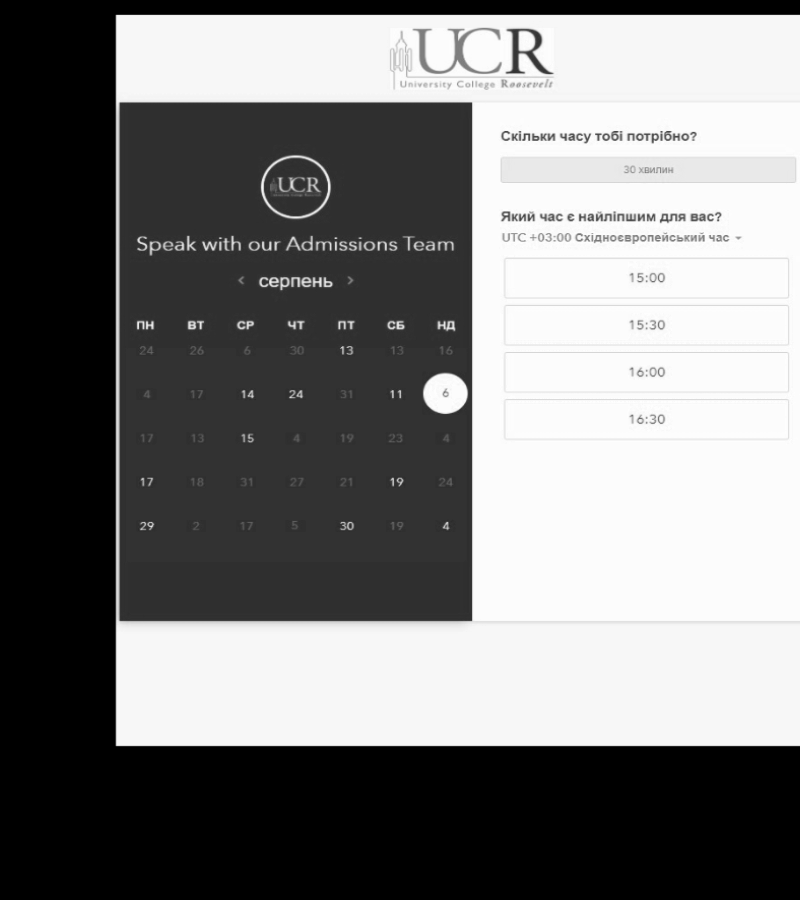 UCR
University College Roosevelt
UCR
Speak with our Admissions Team
‹ серпень ›
ПН ВТ СР ЧТ ПТ СБ НД
24 26 6 30 13 13 16
4 17 14 24 31 11 6
17 13 15 4 19 23 4
17 18 31 27 21 19 24
29 2 17 5 30 19 4
Скільки часу тобі потрібно?
30 хвилин
Який час є найліпшим для вас?
UTC +03:00 Східноєвропейський час
15:00
15:30
16:00
16:30